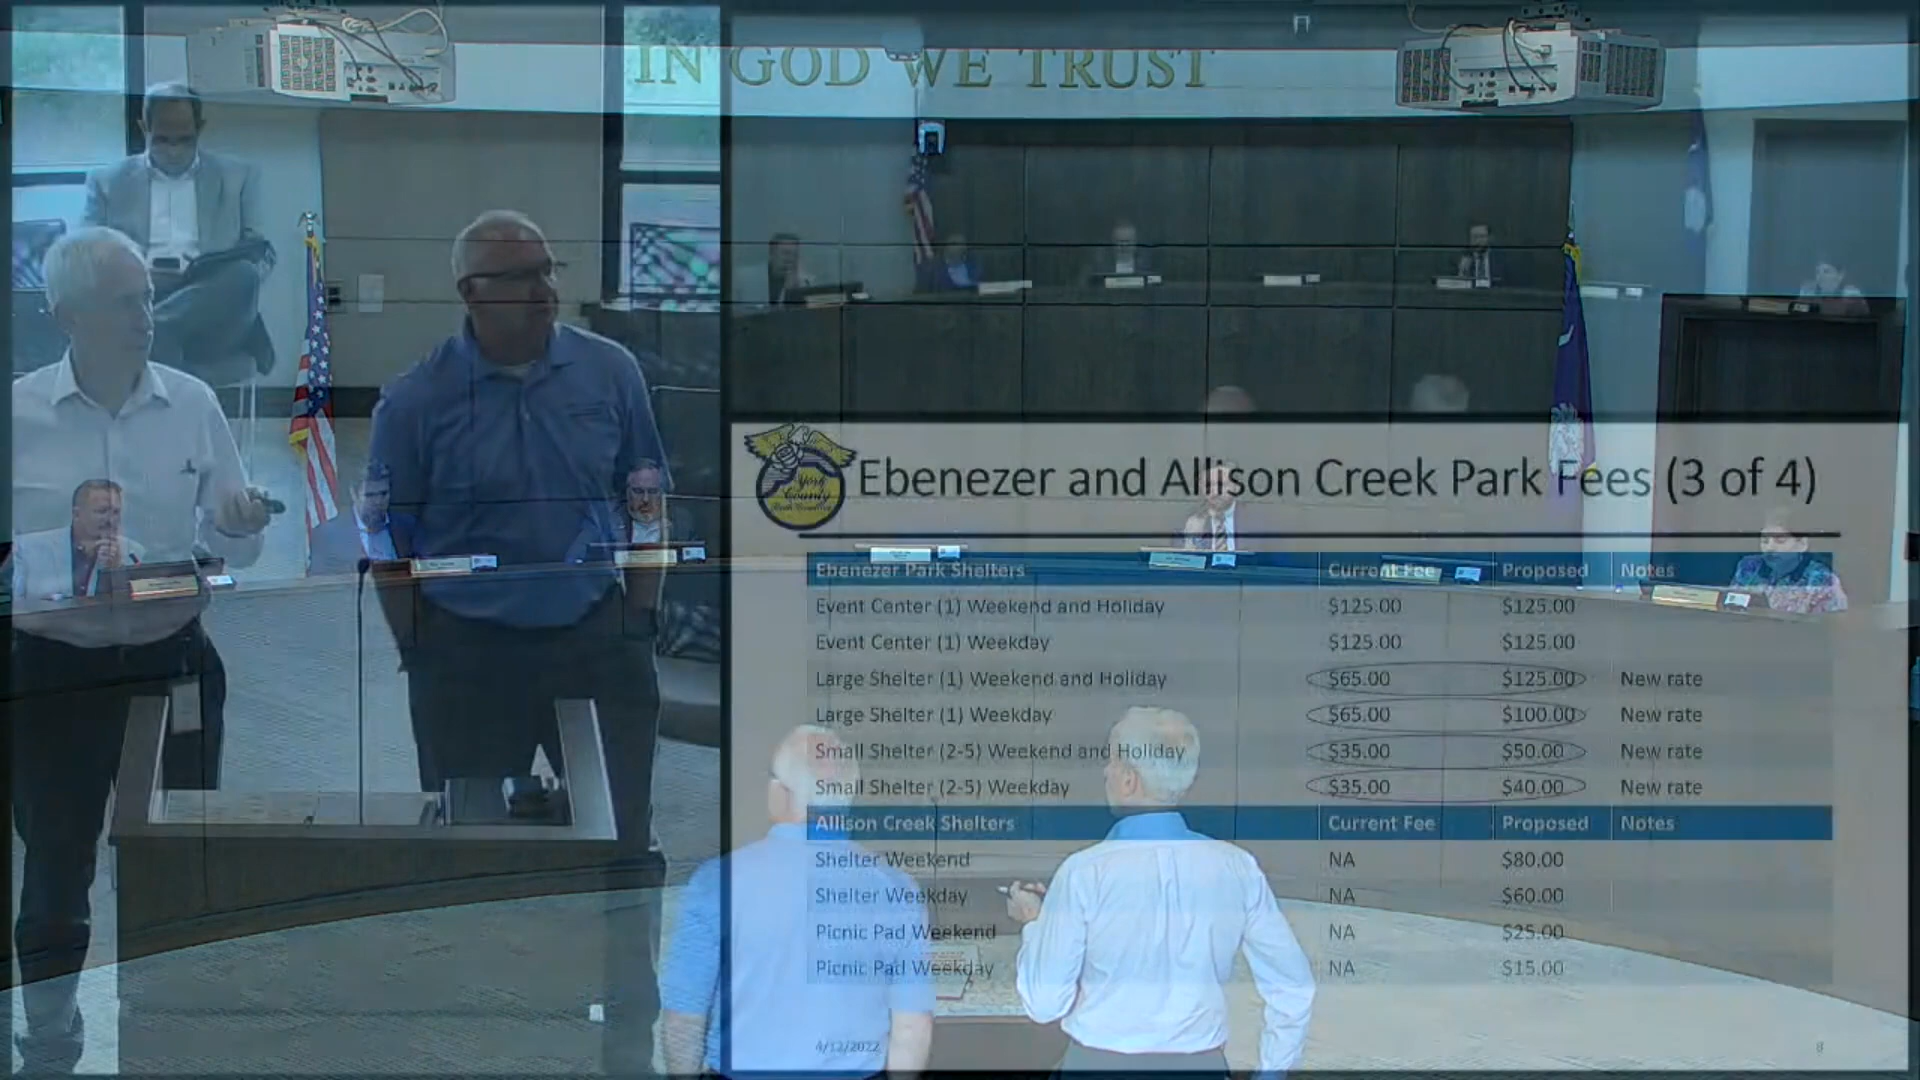 IN GOD WE TRUST
York
County
South Carolina
Ebenezer and Allison Creek Park Fees (3 of 4)
Ebenezer Park Shelters Current Fee Proposed Notes
Event Center (1) Weekend and Holiday $125.00 $125.00
Event Center (1) Weekday $125.00 $125.00
Large Shelter (1) Weekend and Holiday $65.00 $125.00 New rate
Large Shelter (1) Weekday $65.00 $100.00 New rate
Small Shelter (2-5) Weekend and Holiday $35.00 $50.00 New rate
Small Shelter (2-5) Weekday $35.00 $40.00 New rate
Allison Creek Shelters Current Fee Proposed Notes
Shelter Weekend NA $80.00
Shelter Weekday NA $60.00
Picnic Pad Weekend NA $25.00
Picnic Pad Weekday NA $15.00
4/12/2022 8